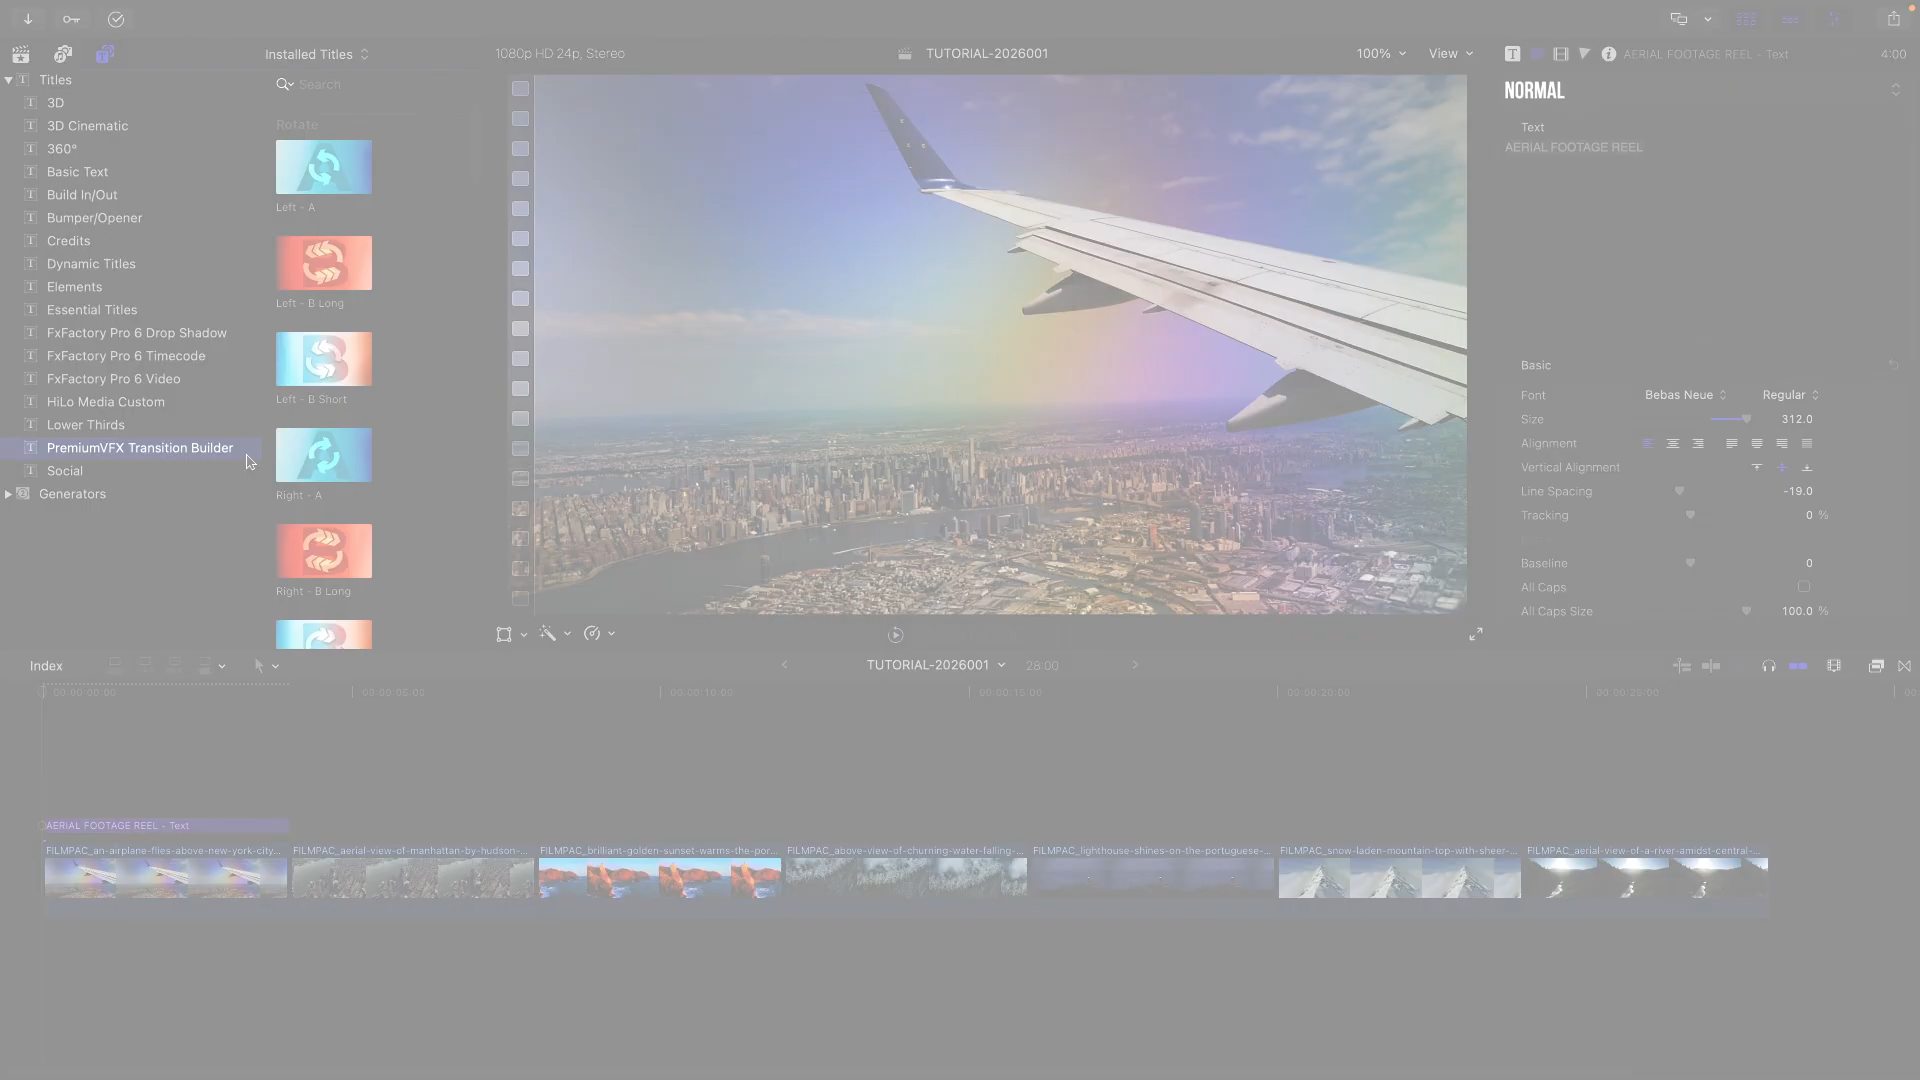 Installed Titles
1080p HD 24p, Stereo
TUTORIAL-2026001
100%
View
AERIAL FOOTAGE REEL - Text
4:00
Titles
3D
3D Cinematic
360°
Basic Text
Build In/Out
Bumper/Opener
Credits
Dynamic Titles
Elements
Essential Titles
FxFactory Pro 6 Drop Shadow
FxFactory Pro 6 Timecode
FxFactory Pro 6 Video
HiLo Media Custom
Lower Thirds
PremiumVFX Transition Builder
Social
Generators
Search
Rotate
Left - A
Left - B Long
Left - B Short
Right - A
Right - B Long
NORMAL
Text
AERIAL FOOTAGE REEL
Basic
Font Bebas Neue Regular
Size 312.0
Alignment
Vertical Alignment
Line Spacing -19.0
Tracking 0 %
Baseline 0
All Caps
All Caps Size 100.0 %
Index
TUTORIAL-2026001
28:00
00:00:00:00
00:00:05:00
00:00:10:00
00:00:15:00
00:00:20:00
00:00:25:00
AERIAL FOOTAGE REEL - Text
FILMPAC_an-airplane-flies-above-new-york-city...
FILMPAC_aerial-view-of-manhattan-by-hudson-...
FILMPAC_brilliant-golden-sunset-warms-the-por...
FILMPAC_above-view-of-churning-water-falling-...
FILMPAC_lighthouse-shines-on-the-portuguese-...
FILMPAC_snow-laden-mountain-top-with-sheer-...
FILMPAC_aerial-view-of-a-river-amidst-central-...